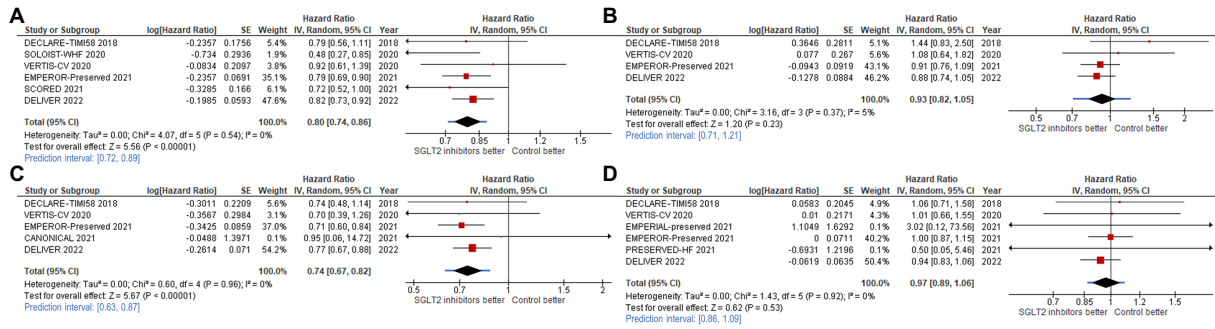 A
Hazard Ratio Hazard Ratio
Study or Subgroup log[Hazard Ratio] SE Weight IV, Random, 95% CI Year IV, Random, 95% CI
DECLARE-TIMI58 2018 -0.2357 0.1756 5.4% 0.79 [0.56, 1.11] 2018
SOLOIST-WHF 2020 -0.734 0.2936 1.9% 0.48 [0.27, 0.85] 2020
VERTIS-CV 2020 -0.0834 0.2097 3.8% 0.92 [0.61, 1.39] 2020
EMPEROR-Preserved 2021 -0.2357 0.0691 35.1% 0.79 [0.69, 0.90] 2021
SCORED 2021 -0.3285 0.166 6.1% 0.72 [0.52, 1.00] 2021
DELIVER 2022 -0.1985 0.0593 47.6% 0.82 [0.73, 0.92] 2022
Total (95% CI) 100.0% 0.80 [0.74, 0.86]
Heterogeneity: Tau² = 0.00; Chi² = 4.07, df = 5 (P = 0.54); I² = 0%
Test for overall effect: Z = 5.56 (P < 0.00001)
Prediction interval: [0.72, 0.89]
0.7 0.85 1 1.2 1.5
SGLT2 inhibitors better Control better
B
Hazard Ratio Hazard Ratio
Study or Subgroup log[Hazard Ratio] SE Weight IV, Random, 95% CI Year IV, Random, 95% CI
DECLARE-TIMI58 2018 0.3646 0.2811 5.1% 1.44 [0.83, 2.50] 2018
VERTIS-CV 2020 0.077 0.267 5.6% 1.08 [0.64, 1.82] 2020
EMPEROR-Preserved 2021 -0.0943 0.0919 43.1% 0.91 [0.76, 1.09] 2021
DELIVER 2022 -0.1278 0.0884 46.2% 0.88 [0.74, 1.05] 2022
Total (95% CI) 100.0% 0.93 [0.82, 1.05]
Heterogeneity: Tau² = 0.00; Chi² = 3.16, df = 3 (P = 0.37); I² = 5%
Test for overall effect: Z = 1.20 (P = 0.23)
Prediction interval: [0.71, 1.21]
0.5 0.7 1 1.5 2
SGLT2 inhibitors better Control better
C
Hazard Ratio Hazard Ratio
Study or Subgroup log[Hazard Ratio] SE Weight IV, Random, 95% CI Year IV, Random, 95% CI
DECLARE-TIMI58 2018 -0.3011 0.2209 5.6% 0.74 [0.48, 1.14] 2018
VERTIS-CV 2020 -0.3567 0.2984 3.1% 0.70 [0.39, 1.26] 2020
EMPEROR-Preserved 2021 -0.3425 0.0859 37.0% 0.71 [0.60, 0.84] 2021
CANONICAL 2021 -0.0488 1.3971 0.1% 0.95 [0.06, 14.72] 2021
DELIVER 2022 -0.2614 0.071 54.2% 0.77 [0.67, 0.88] 2022
Total (95% CI) 100.0% 0.74 [0.67, 0.82]
Heterogeneity: Tau² = 0.00; Chi² = 0.60, df = 4 (P = 0.96); I² = 0%
Test for overall effect: Z = 5.67 (P < 0.00001)
Prediction interval: [0.63, 0.87]
0.5 0.7 1 1.5 2
SGLT2 inhibitors better Control better
D
Hazard Ratio Hazard Ratio
Study or Subgroup log[Hazard Ratio] SE Weight IV, Random, 95% CI Year IV, Random, 95% CI
DECLARE-TIMI58 2018 0.0583 0.2045 4.9% 1.06 [0.71, 1.58] 2018
VERTIS-CV 2020 0.01 0.2171 4.3% 1.01 [0.66, 1.55] 2020
EMPERIAL-preserved 2021 1.1049 1.6292 0.1% 3.02 [0.12, 73.56] 2021
EMPEROR-Preserved 2021 0 0.0711 40.2% 1.00 [0.87, 1.15] 2021
PRESERVED-HF 2021 -0.6931 1.2196 0.1% 0.50 [0.05, 5.46] 2021
DELIVER 2022 -0.0619 0.0635 50.4% 0.94 [0.83, 1.06] 2022
Total (95% CI) 100.0% 0.97 [0.89, 1.06]
Heterogeneity: Tau² = 0.00; Chi² = 1.43, df = 5 (P = 0.92); I² = 0%
Test for overall effect: Z = 0.62 (P = 0.53)
Prediction interval: [0.86, 1.09]
0.7 0.85 1 1.2 1.5
SGLT2 inhibitors better Control better